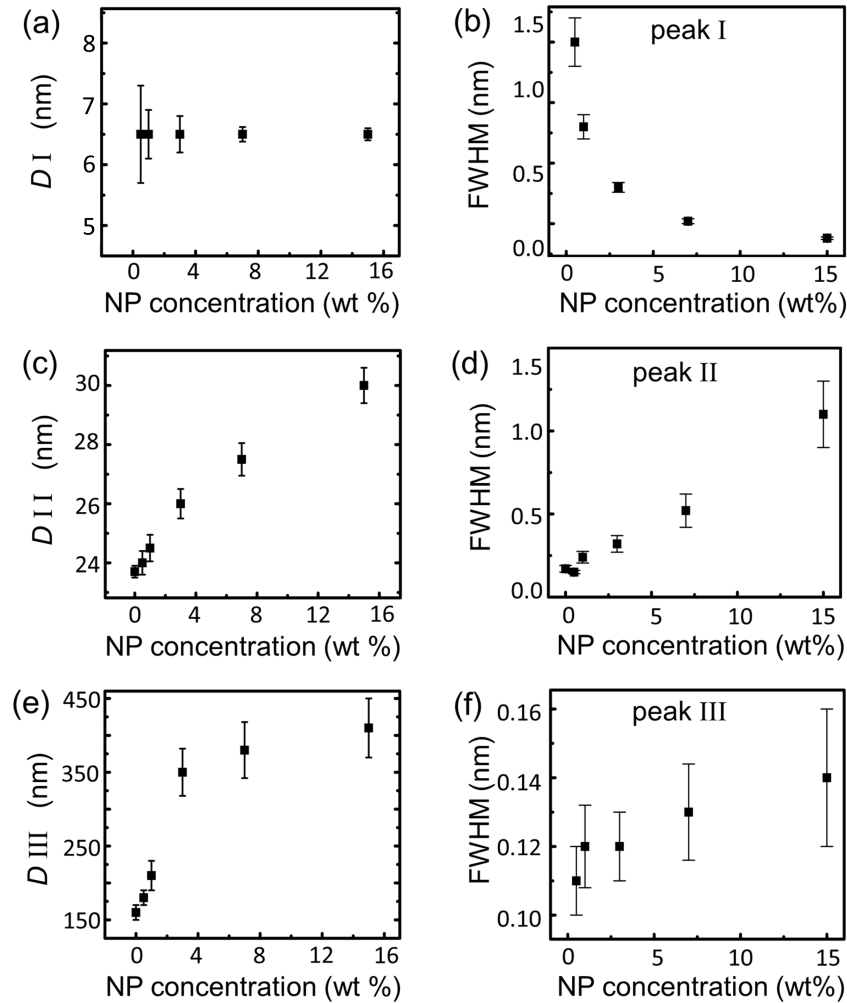 (a)
8
7
6
5
D I (nm)
0 4 8 12 16
NP concentration (wt %)
(b)
peak I
1.5
1.0
0.5
0.0
FWHM (nm)
0 5 10 15
NP concentration (wt%)
(c)
30
28
26
24
D II (nm)
0 4 8 12 16
NP concentration (wt %)
(d)
peak II
1.5
1.0
0.5
0.0
FWHM (nm)
0 5 10 15
NP concentration (wt%)
(e)
450
350
250
150
D III (nm)
0 4 8 12 16
NP concentration (wt %)
(f)
peak III
0.16
0.14
0.12
0.10
FWHM (nm)
0 5 10 15
NP concentration (wt%)